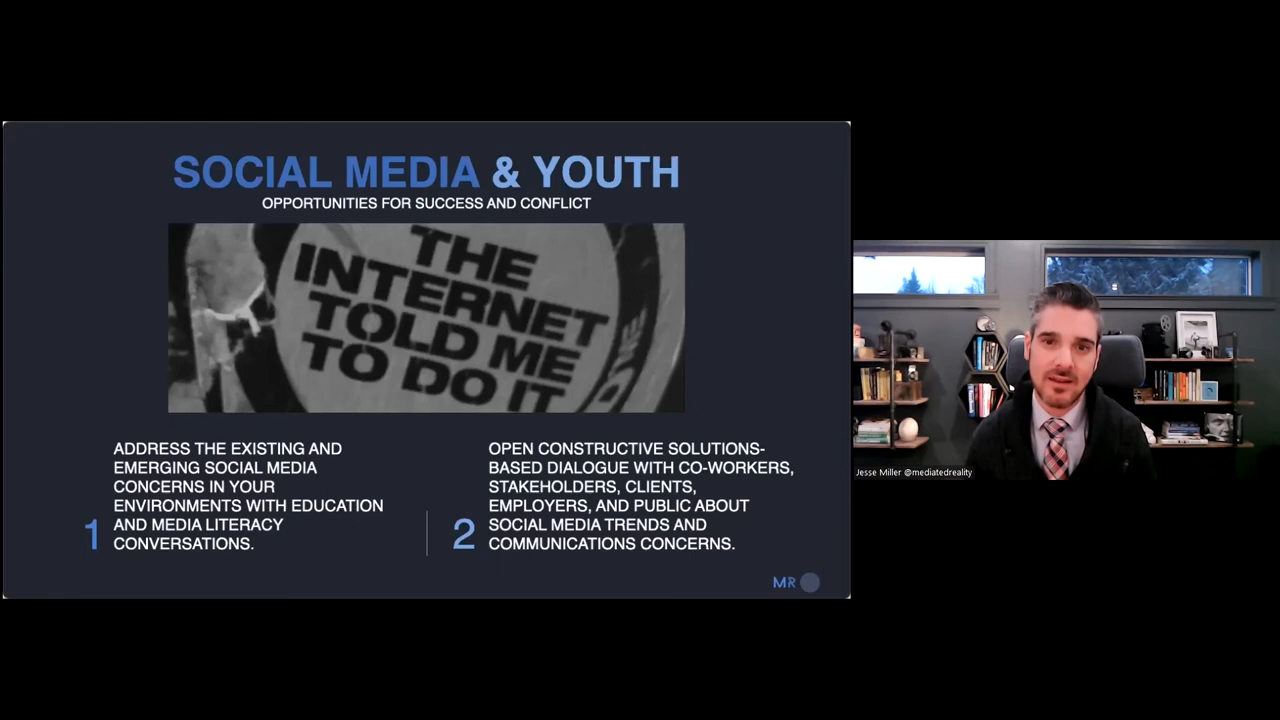 SOCIAL MEDIA & YOUTH
OPPORTUNITIES FOR SUCCESS AND CONFLICT
THE
INTERNET
TOLD ME
TO DO IT
1
ADDRESS THE EXISTING AND
EMERGING SOCIAL MEDIA
CONCERNS IN YOUR
ENVIRONMENTS WITH EDUCATION
AND MEDIA LITERACY
CONVERSATIONS.
2
OPEN CONSTRUCTIVE SOLUTIONS-
BASED DIALOGUE WITH CO-WORKERS,
STAKEHOLDERS, CLIENTS,
EMPLOYERS, AND PUBLIC ABOUT
SOCIAL MEDIA TRENDS AND
COMMUNICATIONS CONCERNS.
MR
Jesse Miller @mediatedreality